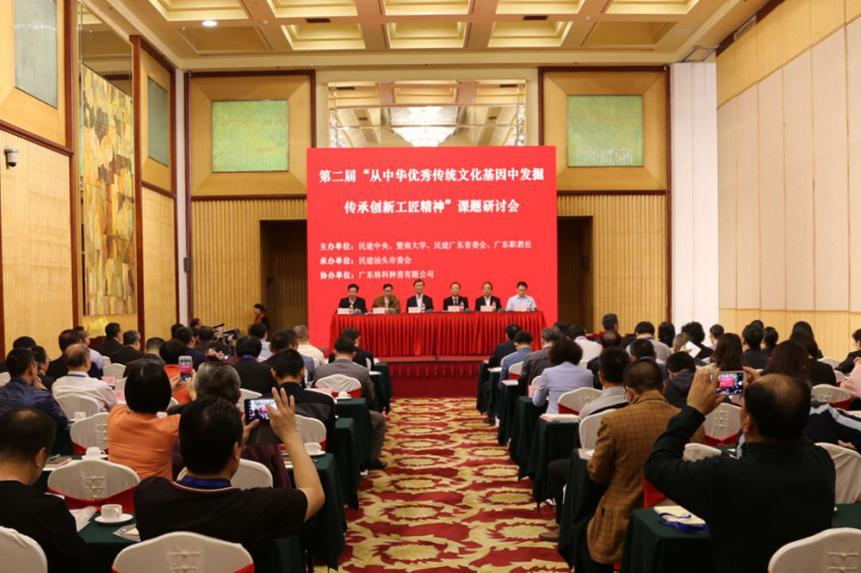 第二届“从中华优秀传统文化基因中发掘
传承创新工匠精神”课题研讨会
主办单位：民建中央、暨南大学、民建广东省委会、广东职教社
承办单位：民建汕头市委会
协办单位：广东林科种苗有限公司